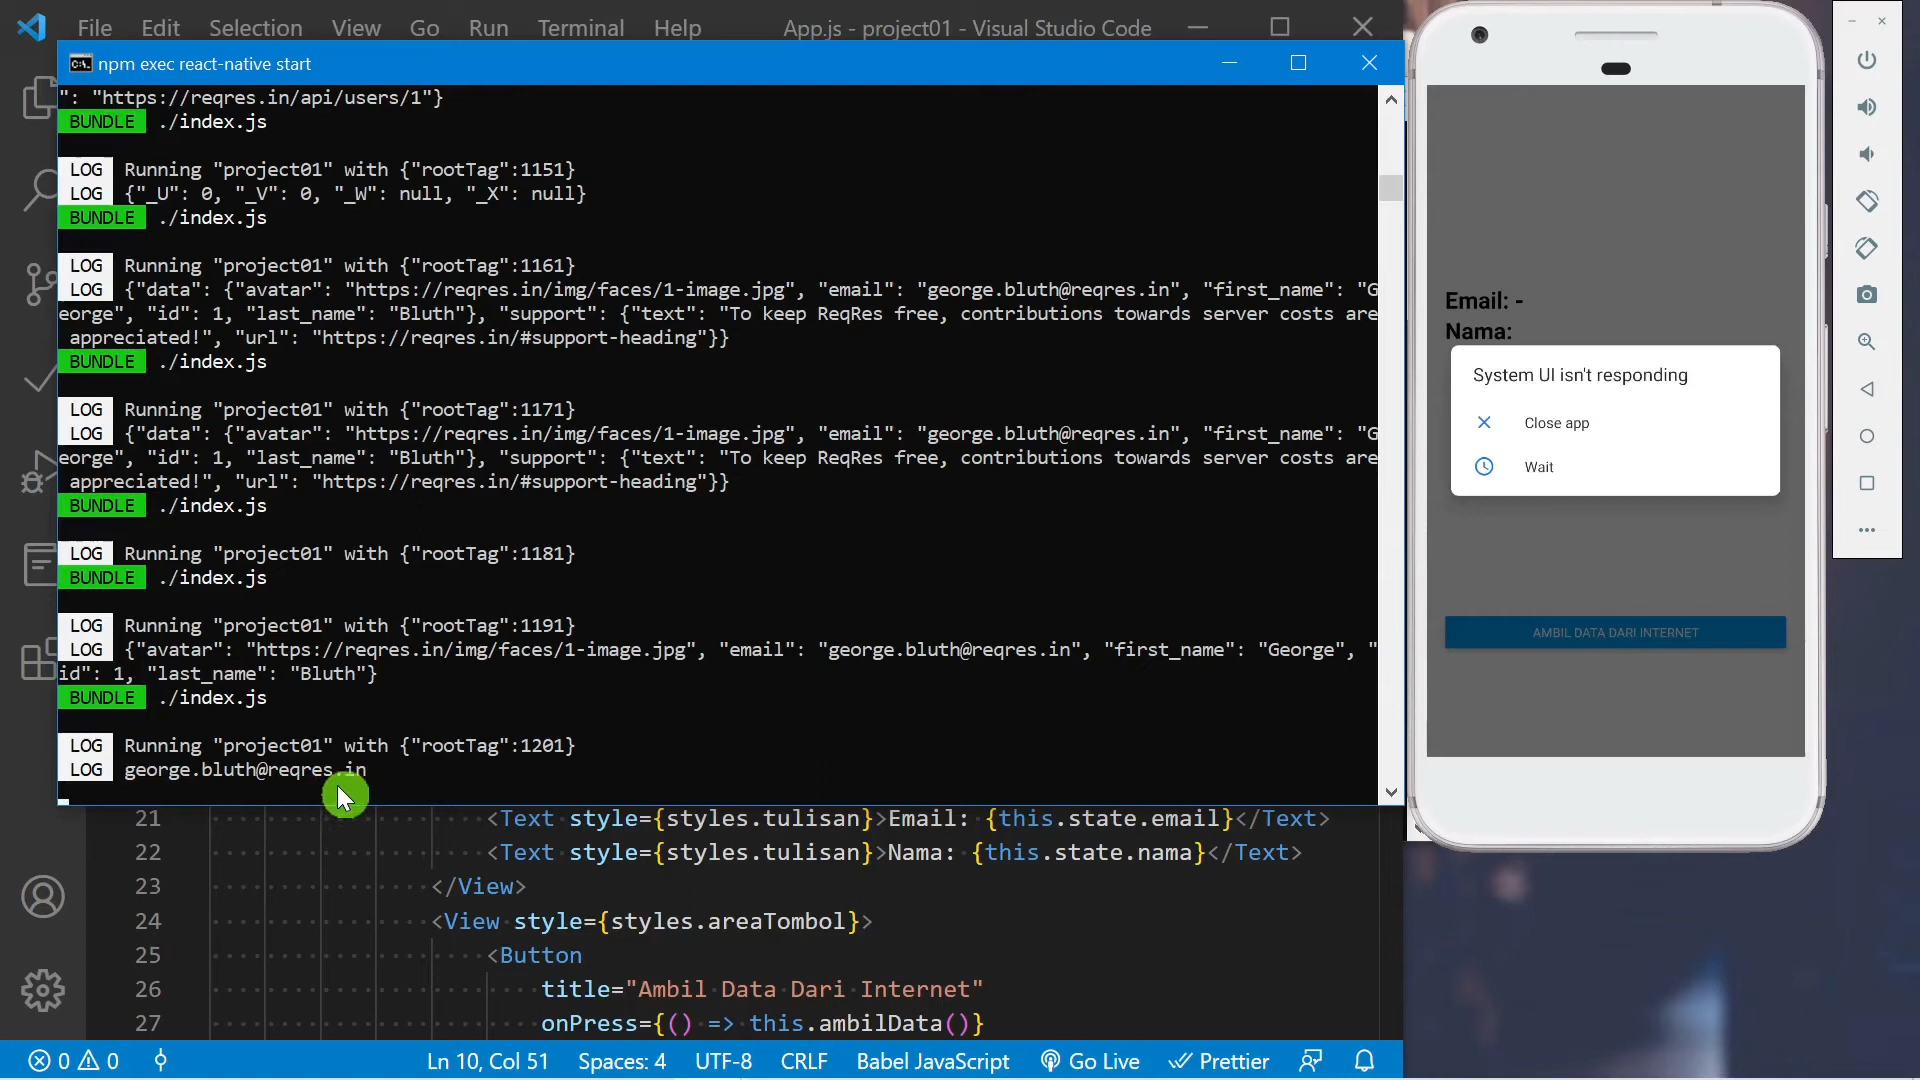 File Edit Selection View Go Run Terminal Help App.js - project01 - Visual Studio Code
npm exec react-native start
": "https://reqres.in/api/users/1"}
BUNDLE ./index.js
LOG Running "project01" with {"rootTag":1151}
LOG {"_U": 0, "_V": 0, "_W": null, "_X": null}
BUNDLE ./index.js
LOG Running "project01" with {"rootTag":1161}
LOG {"data": {"avatar": "https://reqres.in/img/faces/1-image.jpg", "email": "george.bluth@reqres.in", "first_name": "G
eorge", "id": 1, "last_name": "Bluth"}, "support": {"text": "To keep ReqRes free, contributions towards server costs are
appreciated!", "url": "https://reqres.in/#support-heading"}}
BUNDLE ./index.js
LOG Running "project01" with {"rootTag":1171}
LOG {"data": {"avatar": "https://reqres.in/img/faces/1-image.jpg", "email": "george.bluth@reqres.in", "first_name": "G
eorge", "id": 1, "last_name": "Bluth"}, "support": {"text": "To keep ReqRes free, contributions towards server costs are
appreciated!", "url": "https://reqres.in/#support-heading"}}
BUNDLE ./index.js
LOG Running "project01" with {"rootTag":1181}
BUNDLE ./index.js
LOG Running "project01" with {"rootTag":1191}
LOG {"avatar": "https://reqres.in/img/faces/1-image.jpg", "email": "george.bluth@reqres.in", "first_name": "George", "
id": 1, "last_name": "Bluth"}
BUNDLE ./index.js
LOG Running "project01" with {"rootTag":1201}
LOG george.bluth@reqres.in
21 <Text style={styles.tulisan}>Email: {this.state.email}</Text>
22 <Text style={styles.tulisan}>Nama: {this.state.nama}</Text>
23 </View>
24 <View style={styles.areaTombol}>
25 <Button
26 title="Ambil Data Dari Internet"
27 onPress={() => this.ambilData()}
0 0 Ln 10, Col 51 Spaces: 4 UTF-8 CRLF Babel JavaScript Go Live Prettier
Email: -
Nama:
System UI isn't responding
Close app
Wait
AMBIL DATA DARI INTERNET